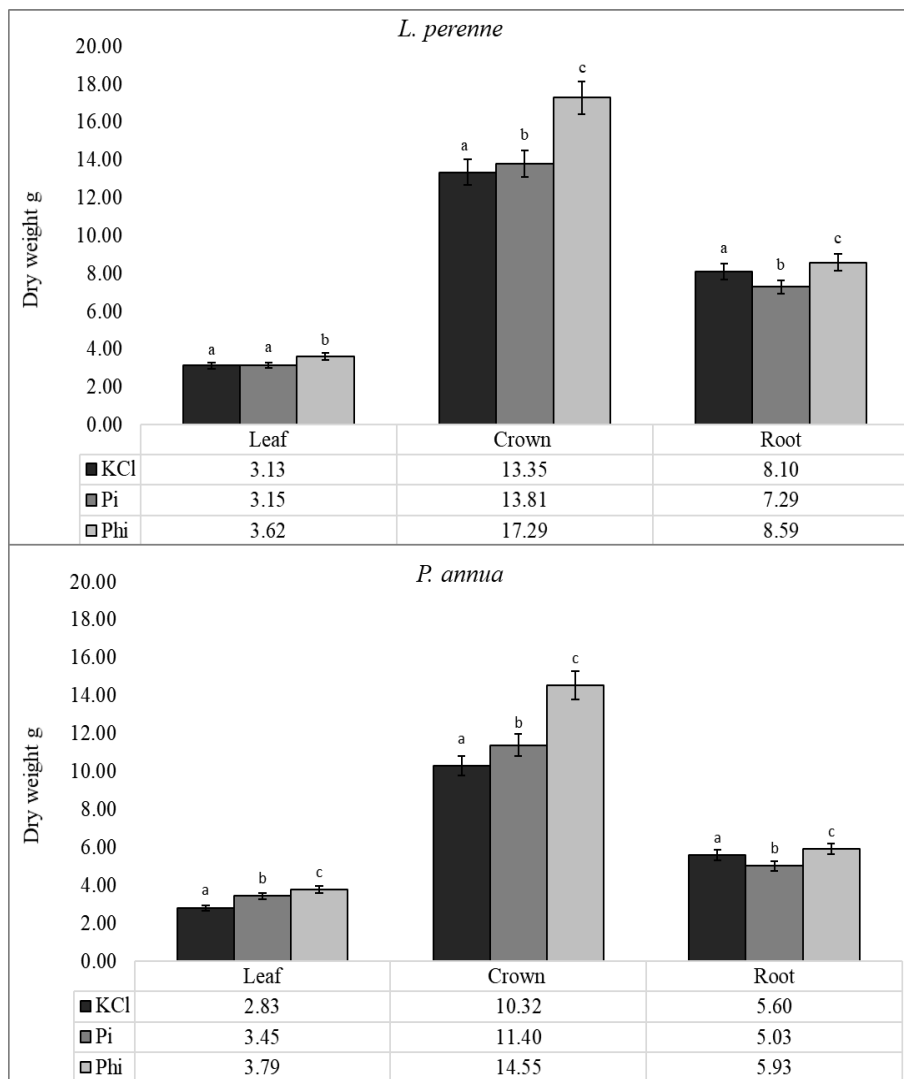 L. perenne
20.00
18.00
16.00
14.00
12.00
10.00
8.00
6.00
4.00
2.00
0.00
Dry weight g
a a b
a b c
a b c
Leaf Crown Root
KCl 3.13 13.35 8.10
Pi 3.15 13.81 7.29
Phi 3.62 17.29 8.59
P. annua
20.00
18.00
16.00
14.00
12.00
10.00
8.00
6.00
4.00
2.00
0.00
Dry weight g
a b c
a b c
a b c
Leaf Crown Root
KCl 2.83 10.32 5.60
Pi 3.45 11.40 5.03
Phi 3.79 14.55 5.93